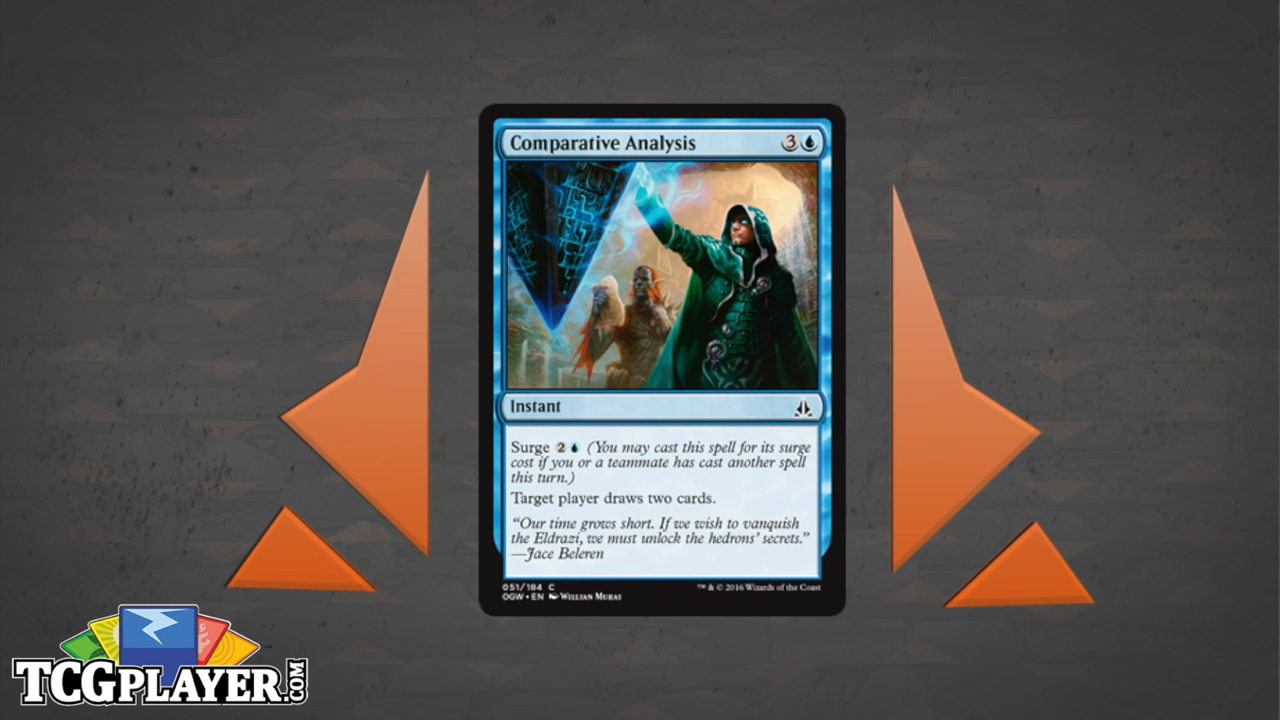 Comparative Analysis 3
Instant
Surge 2 (You may cast this spell for its surge
cost if you or a teammate has cast another spell
this turn.)
Target player draws two cards.
“Our time grows short. If we wish to vanquish
the Eldrazi, we must unlock the hedrons’ secrets.”
—Jace Beleren
051/184 C
OGW • EN Willian Murai
™ & © 2016 Wizards of the Coast
TCGPLAYER.COM